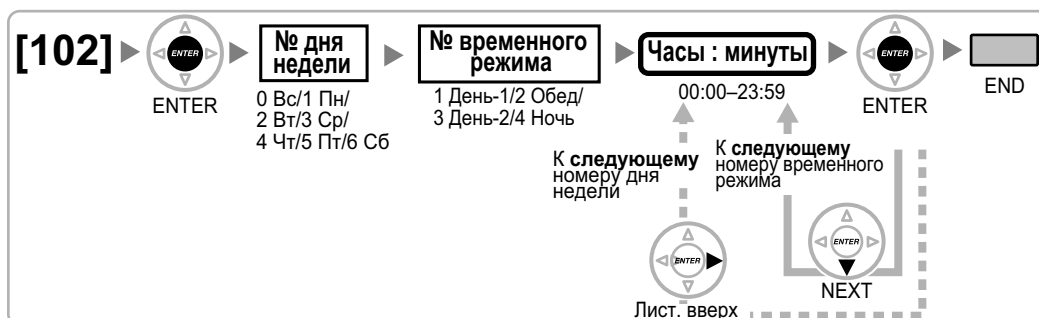 [102]
ENTER
ENTER
№ дня
недели
0 Вс/1 Пн/
2 Вт/3 Ср/
4 Чт/5 Пт/6 Сб
№ временного
режима
1 День-1/2 Обед/
3 День-2/4 Ночь
Часы : минуты
00:00–23:59
ENTER
ENTER
END
К следующему
номеру дня
недели
ENTER
Лист. вверх
К следующему
номеру временного
режима
ENTER
NEXT